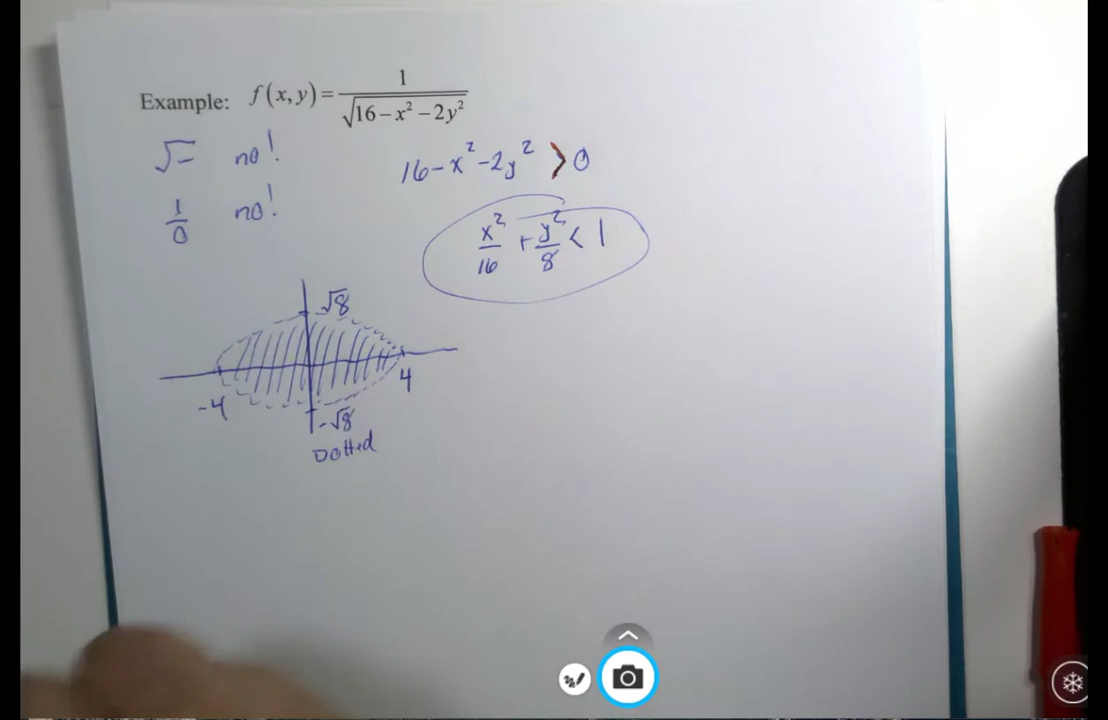 Example: f(x,y)=1/√(16−x²−2y²)
√− no!
16−x²−2y² > 0
1/0 no!
x²/16 + y²/8 < 1
√8
4
-4
-√8
Dotted